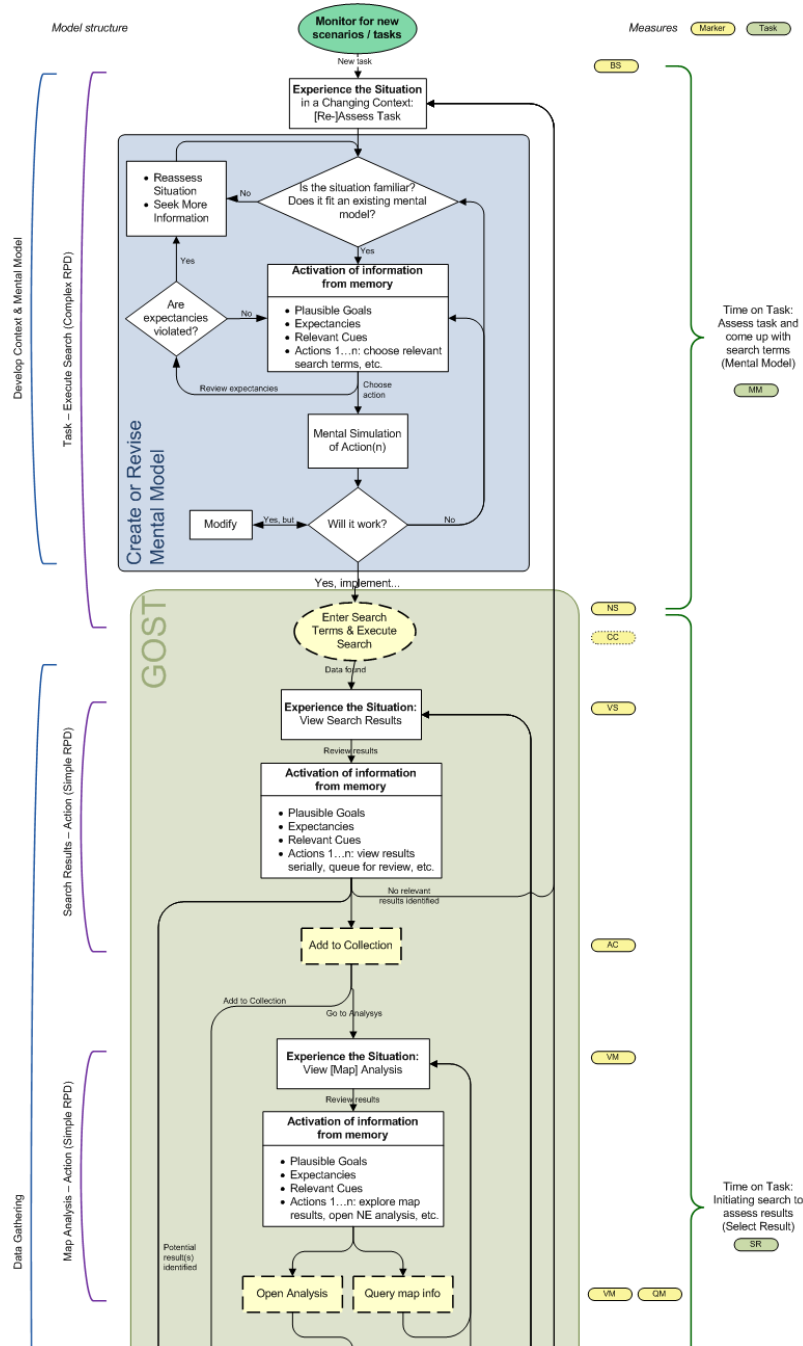 Model structure
Monitor for new
scenarios / tasks
Measures
Marker
Task
New task
BS
Experience the Situation
in a Changing Context:
[Re-]Assess Task
• Reassess
Situation
• Seek More
Information
No
Is the situation familiar?
Does it fit an existing mental
model?
Yes
Yes
Activation of information
from memory
• Plausible Goals
• Expectancies
• Relevant Cues
• Actions 1...n: choose relevant
search terms, etc.
Are
expectancies
violated?
No
Review expectancies
Choose
action
Mental Simulation
of Action(n)
Modify
Yes, but
Will it work?
No
Create or Revise
Mental Model
Develop Context & Mental Model
Task – Execute Search (Complex RPD)
Time on Task:
Assess task and
come up with
search terms
(Mental Model)
MM
Yes, implement...
GOST
Enter Search
Terms & Execute
Search
NS
CC
Data found
Experience the Situation:
View Search Results
VS
Review results
Activation of information
from memory
• Plausible Goals
• Expectancies
• Relevant Cues
• Actions 1...n: view results
serially, queue for review, etc.
Search Results – Action (Simple RPD)
No relevant
results identified
Add to Collection
AC
Add to Collection
Go to Analysys
Experience the Situation:
View [Map] Analysis
VM
Review results
Activation of information
from memory
• Plausible Goals
• Expectancies
• Relevant Cues
• Actions 1...n: explore map
results, open NE analysis, etc.
Map Analysis – Action (Simple RPD)
Data Gathering
Potential
result(s)
identified
Time on Task:
Initiating search to
assess results
(Select Result)
SR
Open Analysis
Query map info
VM
QM